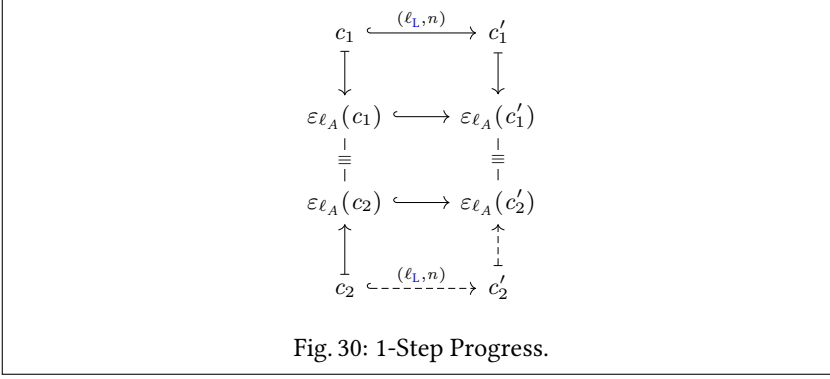 c₁ (ℓ_L,n) c₁′
ε_{ℓ_A}(c₁) ε_{ℓ_A}(c₁′)
≡ ≡
ε_{ℓ_A}(c₂) ε_{ℓ_A}(c₂′)
c₂ (ℓ_L,n) c₂′
Fig. 30: 1-Step Progress.